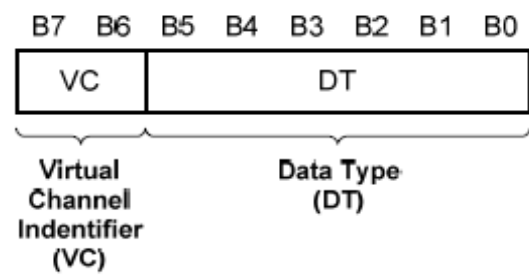 B7 B6 B5 B4 B3 B2 B1 B0
VC DT
Virtual Data Type
Channel (DT)
Indentifier
(VC)